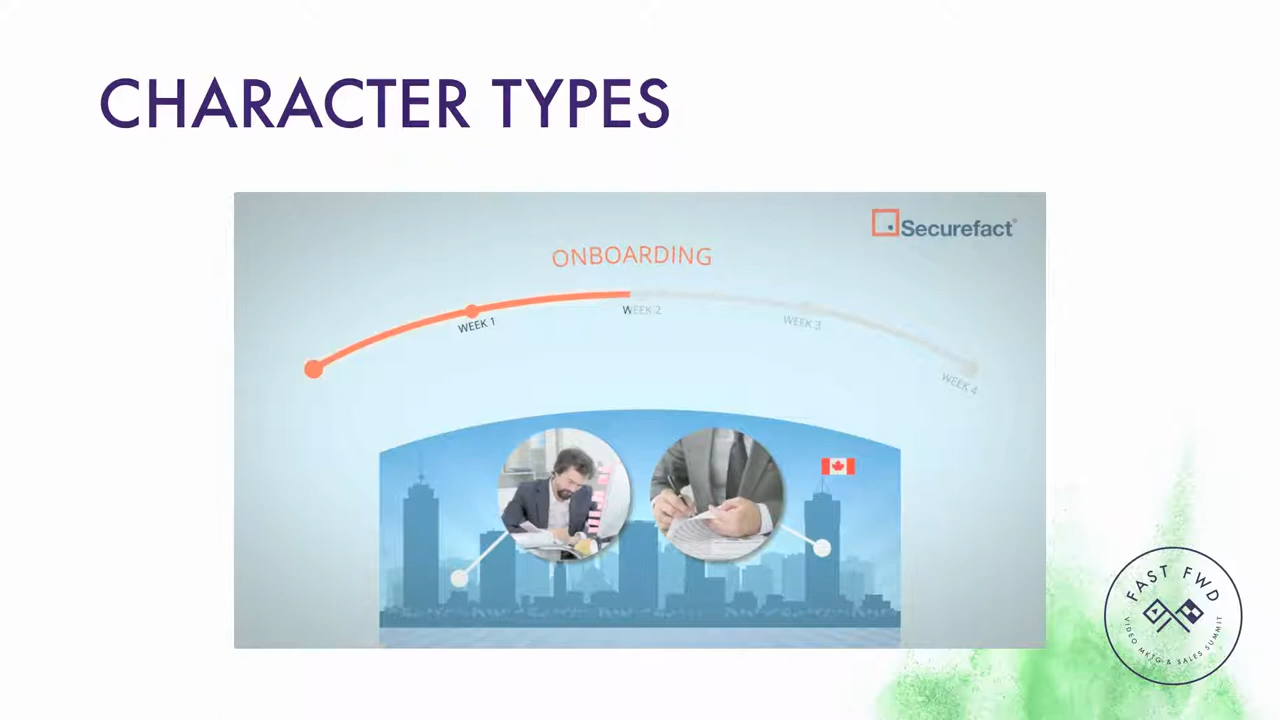 CHARACTER TYPES
Securefact®
ONBOARDING
WEEK 1
WEEK 2
WEEK 3
WEEK 4
FAST FWD
VIDEO MKTG & SALES SUMMIT